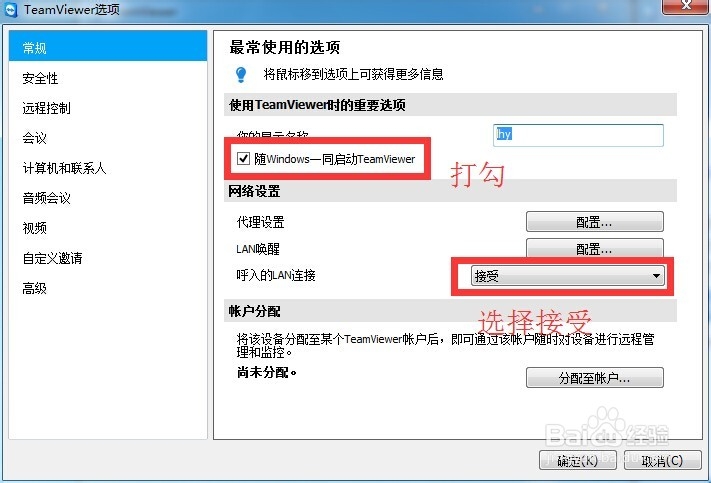 TeamViewer选项
常规
安全性
远程控制
会议
计算机和联系人
音频会议
视频
自定义邀请
高级
最常使用的选项
将鼠标移到选项上可获得更多信息
使用TeamViewer时的重要选项
你的显示名称 hy
随Windows一同启动TeamViewer
打勾
网络设置
代理设置 配置...
LAN唤醒 配置...
呼入的LAN连接 接受
选择接受
帐户分配
将该设备分配至某个TeamViewer帐户后，即可通过该帐户随时对设备进行远程管
理和监控。
尚未分配。 分配至帐户...
Baidu经验
确定(K) 取消(C)